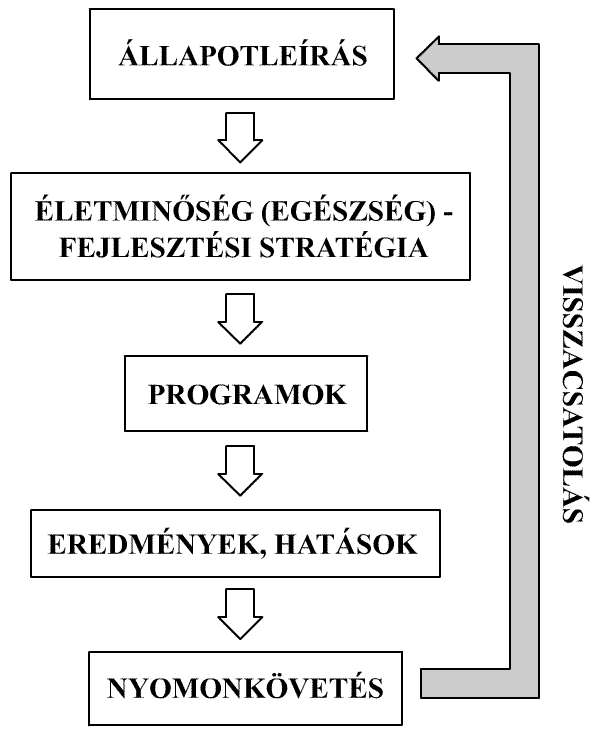 ÁLLAPOTLEÍRÁS
ÉLETMINŐSÉG (EGÉSZSÉG) -
FEJLESZTÉSI STRATÉGIA
PROGRAMOK
EREDMÉNYEK, HATÁSOK
NYOMONKÖVETÉS
VISSZACSATOLÁS